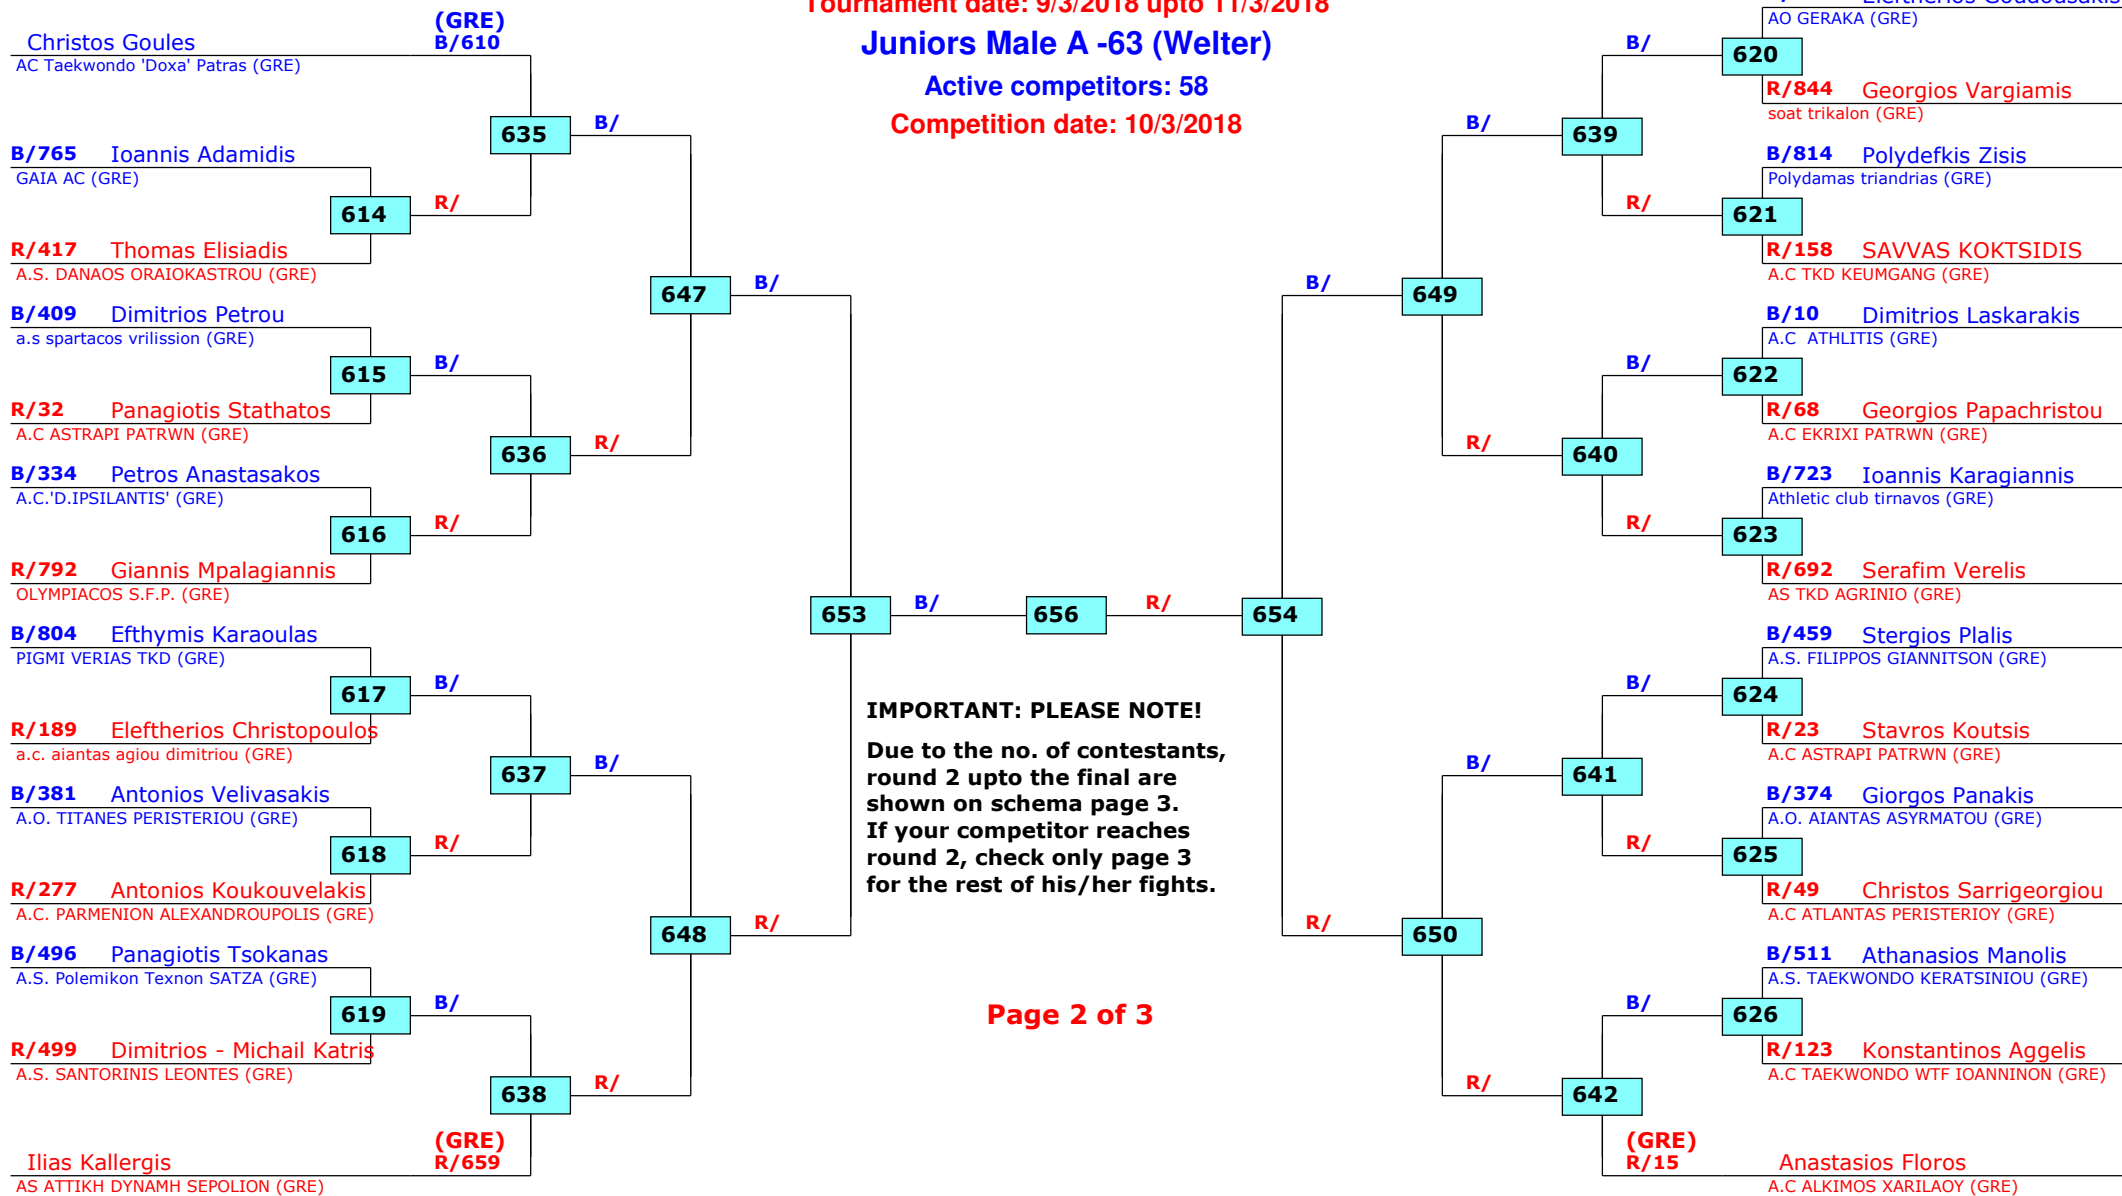 Tournament date: 9/3/2018 upto 11/3/2018
Juniors Male A -63 (Welter)
Active competitors: 58
Competition date: 10/3/2018
(GRE)
Christos Goules B/610
AC Taekwondo 'Doxa' Patras (GRE)
635 B/
B/765 Ioannis Adamidis
GAIA AC (GRE)
614 R/
R/417 Thomas Elisiadis
A.S. DANAOS ORAIOKASTROU (GRE)
647 B/
B/409 Dimitrios Petrou
a.s spartacos vrilission (GRE)
615 B/
R/32 Panagiotis Stathatos
A.C ASTRAPI PATRWN (GRE)
636 R/
B/334 Petros Anastasakos
A.C.'D.IPSILANTIS' (GRE)
616 R/
R/792 Giannis Mpalagiannis
OLYMPIACOS S.F.P. (GRE)
653 B/ 656 R/ 654
B/804 Efthymis Karaoulas
PIGMI VERIAS TKD (GRE)
617 B/
R/189 Eleftherios Christopoulos
a.c. aiantas agiou dimitriou (GRE)
637 B/
B/381 Antonios Velivasakis
A.O. TITANES PERISTERIOU (GRE)
618 R/
R/277 Antonios Koukouvelakis
A.C. PARMENION ALEXANDROUPOLIS (GRE)
648 R/
B/496 Panagiotis Tsokanas
A.S. Polemikon Texnon SATZA (GRE)
619 B/
R/499 Dimitrios - Michail Katris
A.S. SANTORINIS LEONTES (GRE)
638 R/
(GRE)
Ilias Kallergis R/659
AS ATTIKH DYNAMH SEPOLION (GRE)
IMPORTANT: PLEASE NOTE!
Due to the no. of contestants,
round 2 upto the final are
shown on schema page 3.
If your competitor reaches
round 2, check only page 3
for the rest of his/her fights.
Page 2 of 3
AO GERAKA (GRE)
B/ 620
R/844 Georgios Vargiamis
soat trikalon (GRE)
B/ 639
B/814 Polydefkis Zisis
Polydamas triandrias (GRE)
R/ 621
R/158 SAVVAS KOKTSIDIS
A.C TKD KEUMGANG (GRE)
B/ 649
B/10 Dimitrios Laskarakis
A.C ATHLITIS (GRE)
B/ 622
R/68 Georgios Papachristou
A.C EKRIXI PATRWN (GRE)
R/ 640
B/723 Ioannis Karagiannis
Athletic club tirnavos (GRE)
R/ 623
R/692 Serafim Verelis
AS TKD AGRINIO (GRE)
B/459 Stergios Plalis
A.S. FILIPPOS GIANNITSON (GRE)
B/ 624
R/23 Stavros Koutsis
A.C ASTRAPI PATRWN (GRE)
B/ 641
B/374 Giorgos Panakis
A.O. AIANTAS ASYRMATOU (GRE)
R/ 625
R/49 Christos Sarrigeorgiou
A.C ATLANTAS PERISTERIOY (GRE)
R/ 650
B/511 Athanasios Manolis
A.S. TAEKWONDO KERATSINIOU (GRE)
B/ 626
R/123 Konstantinos Aggelis
A.C TAEKWONDO WTF IOANNINON (GRE)
R/ 642
(GRE)
R/15 Anastasios Floros
A.C ALKIMOS XARILAOY (GRE)